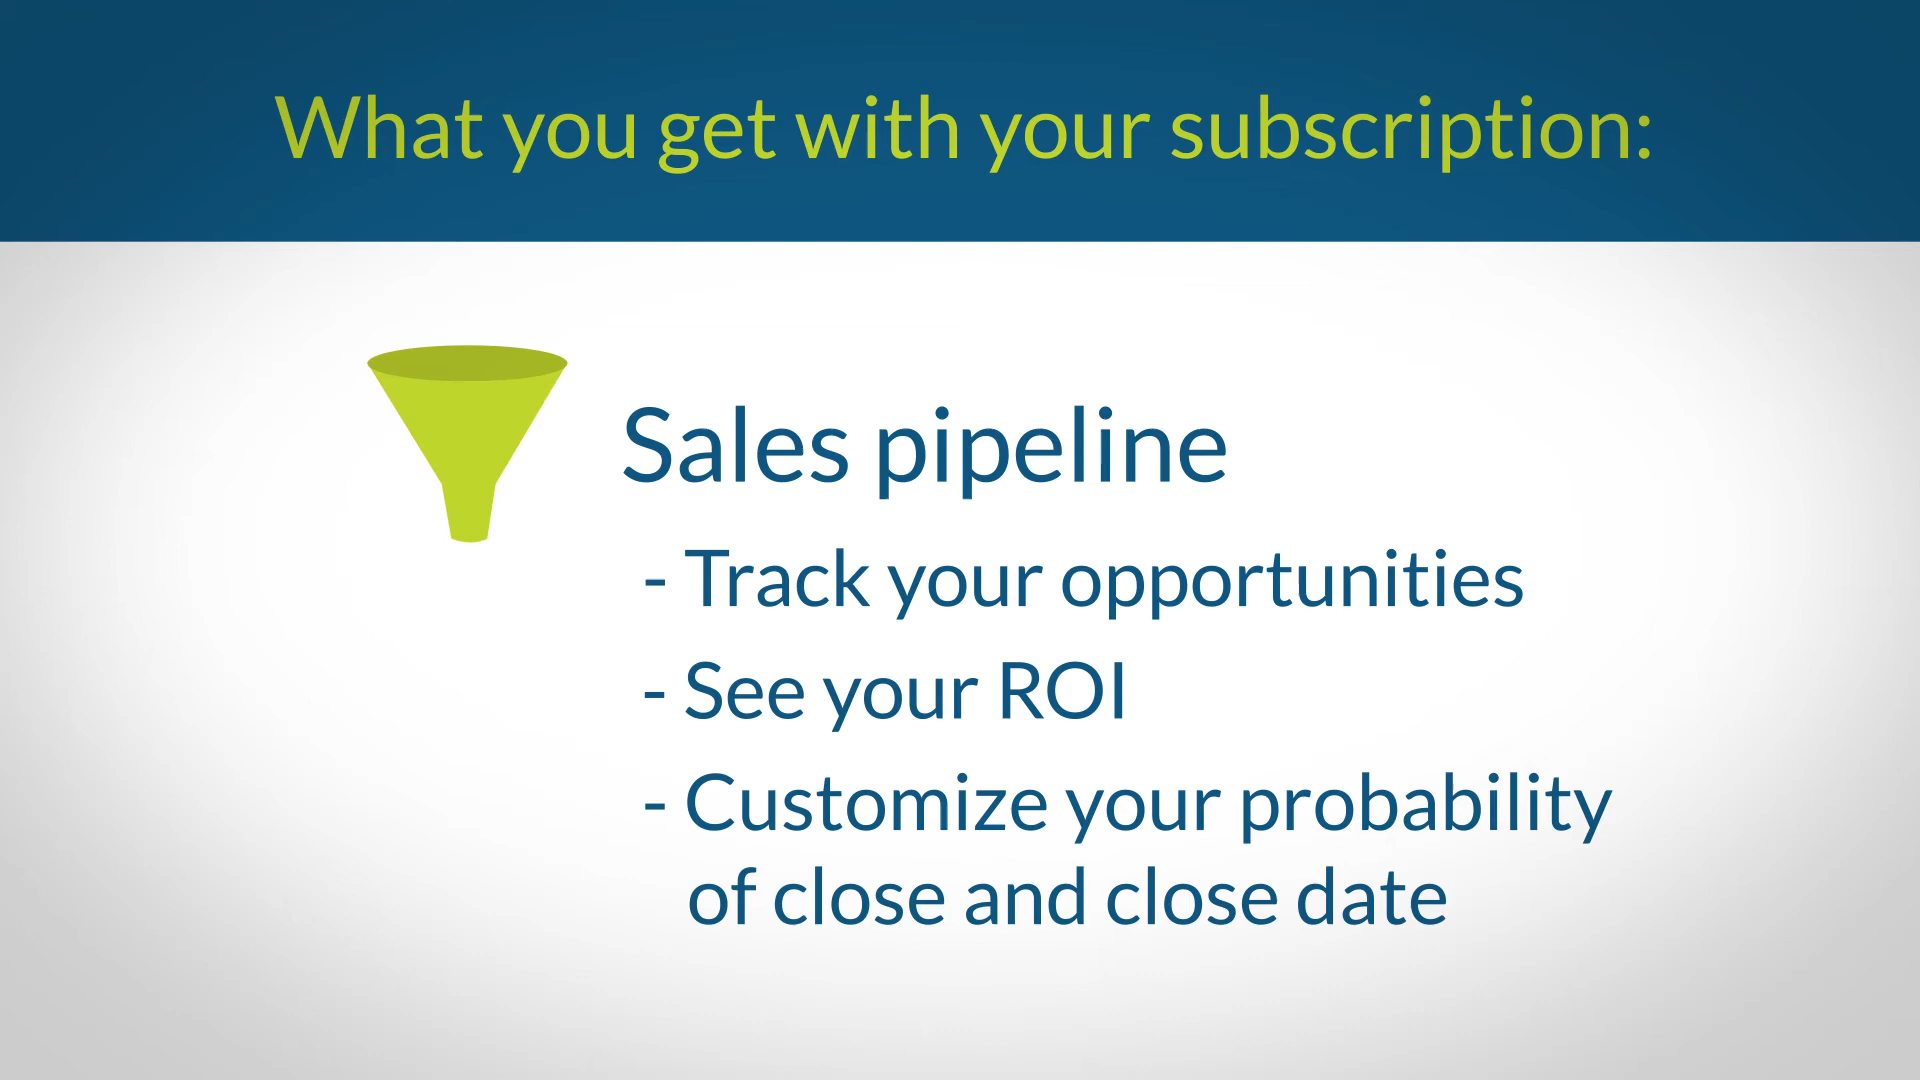 What you get with your subscription:
Sales pipeline
- Track your opportunities
- See your ROI
- Customize your probability
of close and close date